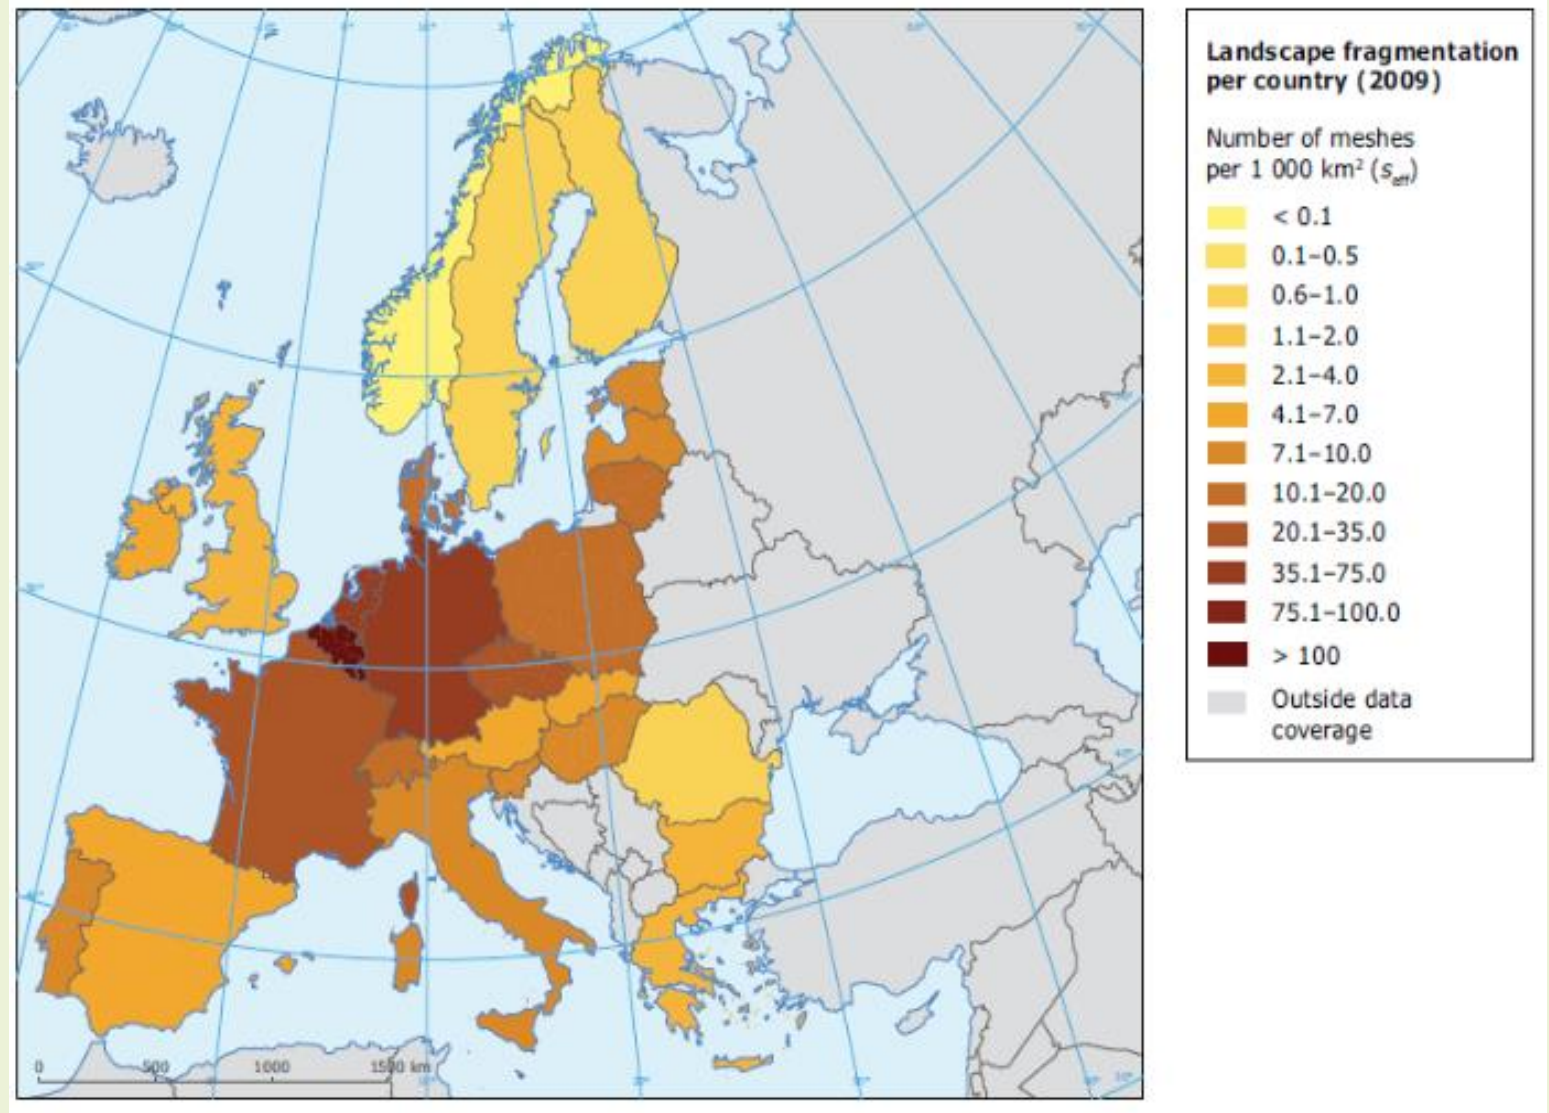 Landscape fragmentation
per country (2009)
Number of meshes
per 1 000 km² (s_eff)
< 0.1
0.1–0.5
0.6–1.0
1.1–2.0
2.1–4.0
4.1–7.0
7.1–10.0
10.1–20.0
20.1–35.0
35.1–75.0
75.1–100.0
> 100
Outside data
coverage
0 500 1000 1500 km